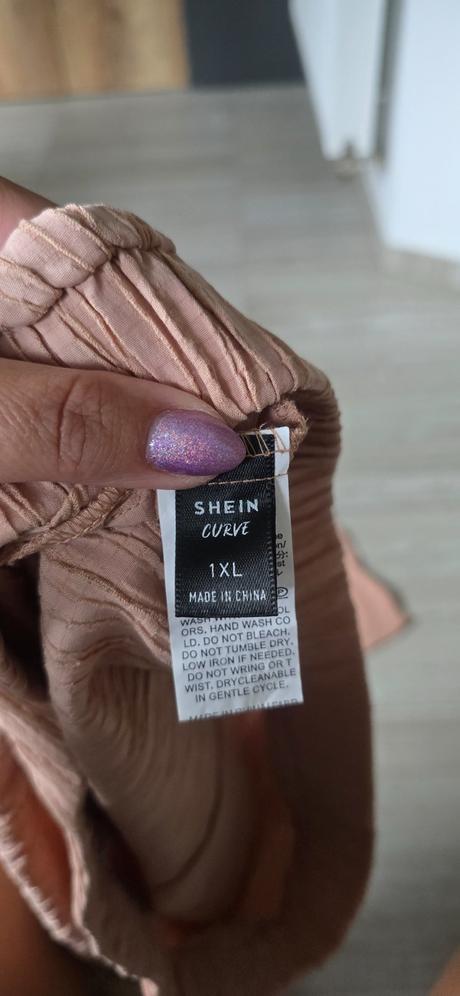 SHEIN
CURVE
1XL
MADE IN CHINA
ORS. HAND WASH CO
LD. DO NOT BLEACH.
DO NOT TUMBLE DRY.
LOW IRON IF NEEDED.
DO NOT WRING OR T
WIST. DRYCLEANABLE
IN GENTLE CYCLE.